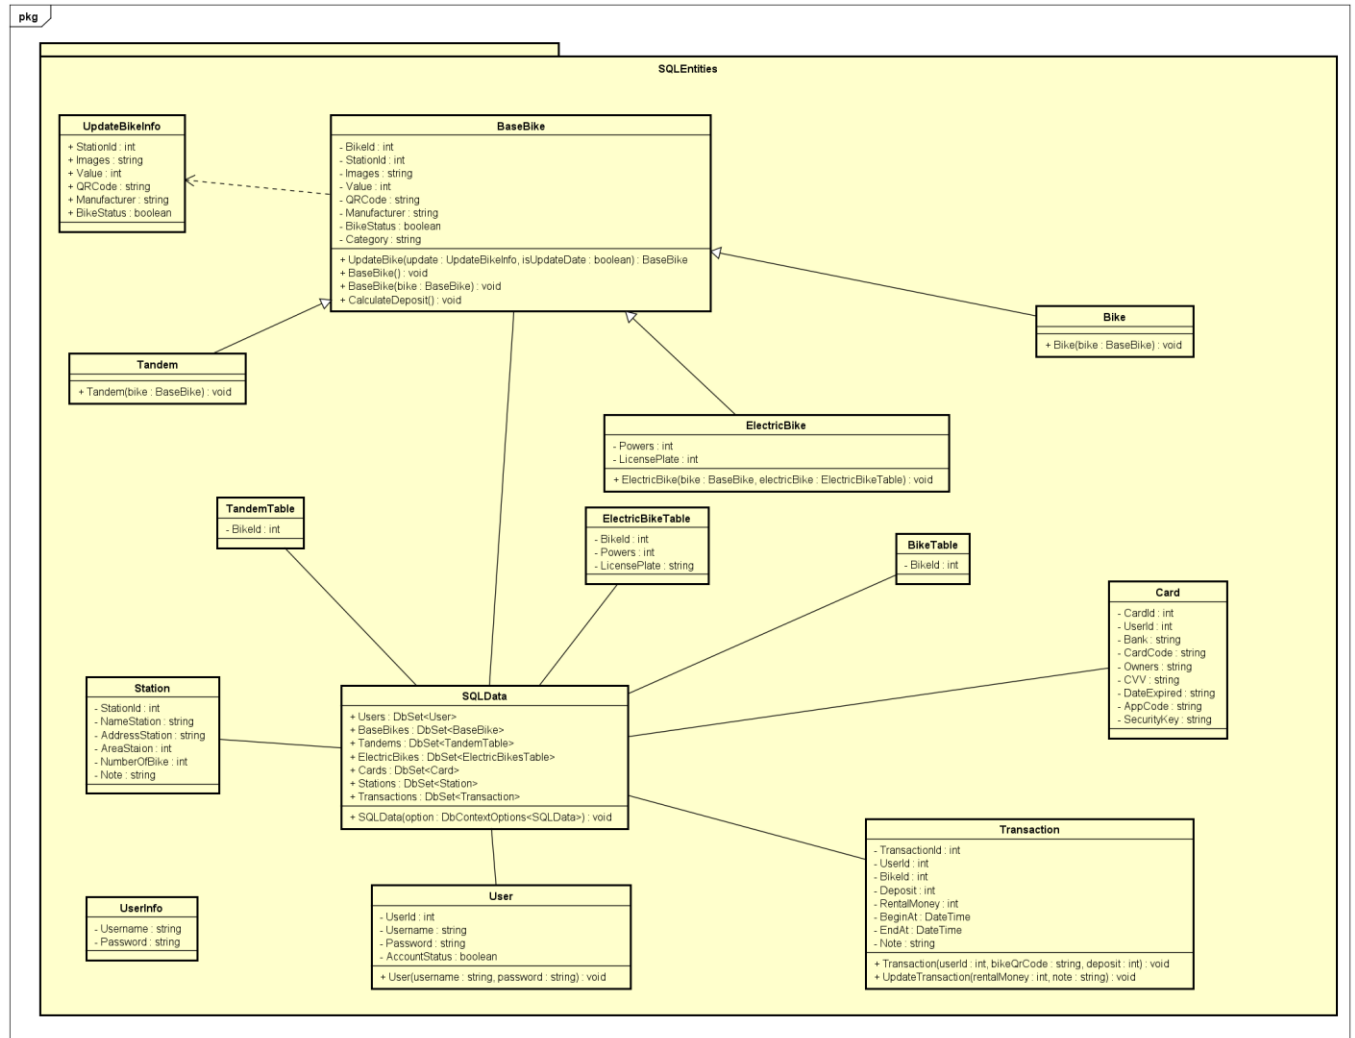 pkg
SQLEntities
UpdateBikeInfo
+ StationId : int
+ Images : string
+ Value : int
+ QRCode : string
+ Manufacturer : string
+ BikeStatus : boolean
BaseBike
- BikeId : int
- StationId : int
- Images : string
- Value : int
- QRCode : string
- Manufacturer : string
- BikeStatus : boolean
- Category : string
+ UpdateBike(update : UpdateBikeInfo, isUpdateDate : boolean) : BaseBike
+ BaseBike() : void
+ BaseBike(bike : BaseBike) : void
+ CalculateDeposit() : void
Bike
+ Bike(bike : BaseBike) : void
Tandem
+ Tandem(bike : BaseBike) : void
ElectricBike
- Powers : int
- LicensePlate : int
+ ElectricBike(bike : BaseBike, electricBike : ElectricBikeTable) : void
TandemTable
- BikeId : int
ElectricBikeTable
- BikeId : int
- Powers : int
- LicensePlate : string
BikeTable
- BikeId : int
Card
- CardId : int
- UserId : int
- Bank : string
- CardCode : string
- Owners : string
- CVV : string
- DateExpired : string
- AppCode : string
- SecurityKey : string
Station
- StationId : int
- NameStation : string
- AddressStation : string
- AreaStaion : int
- NumberOfBike : int
- Note : string
SQLData
+ Users : DbSet<User>
+ BaseBikes : DbSet<BaseBike>
+ Tandems : DbSet<TandemTable>
+ ElectricBikes : DbSet<ElectricBikesTable>
+ Cards : DbSet<Card>
+ Stations : DbSet<Station>
+ Transactions : DbSet<Transaction>
+ SQLData(option : DbContextOptions<SQLData>) : void
Transaction
- TransactionId : int
- UserId : int
- BikeId : int
- Deposit : int
- RentalMoney : int
- BeginAt : DateTime
- EndAt : DateTime
- Note : string
+ Transaction(userId : int, bikeQrCode : string, deposit : int) : void
+ UpdateTransaction(rentalMoney : int, note : string) : void
UserInfo
- Username : string
- Password : string
User
- UserId : int
- Username : string
- Password : string
- AccountStatus : boolean
+ User(username : string, password : string) : void